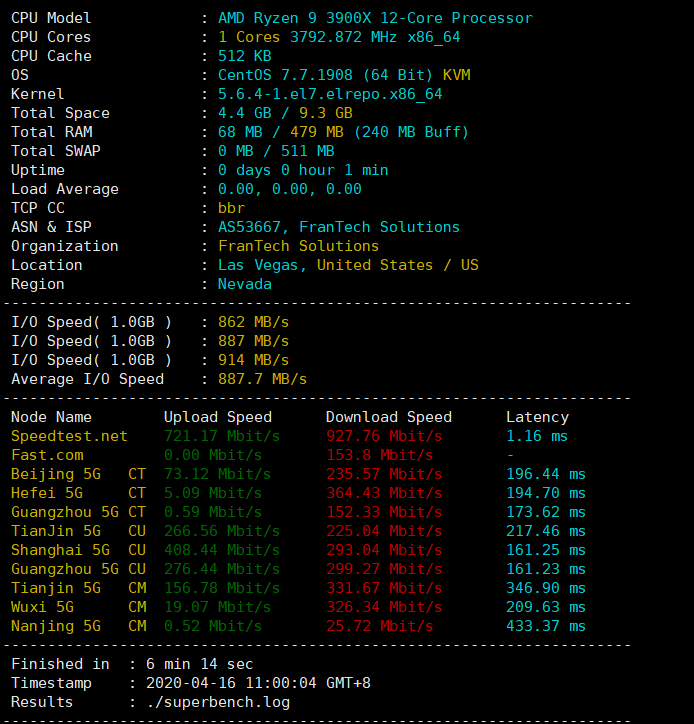 CPU Model : AMD Ryzen 9 3900X 12-Core Processor
CPU Cores : 1 Cores 3792.872 MHz x86_64
CPU Cache : 512 KB
OS : CentOS 7.7.1908 (64 Bit) KVM
Kernel : 5.6.4-1.el7.elrepo.x86_64
Total Space : 4.4 GB / 9.3 GB
Total RAM : 68 MB / 479 MB (240 MB Buff)
Total SWAP : 0 MB / 511 MB
Uptime : 0 days 0 hour 1 min
Load Average : 0.00, 0.00, 0.00
TCP CC : bbr
ASN & ISP : AS53667, FranTech Solutions
Organization : FranTech Solutions
Location : Las Vegas, United States / US
Region : Nevada
----------------------------------------------------------------------
I/O Speed( 1.0GB ) : 862 MB/s
I/O Speed( 1.0GB ) : 887 MB/s
I/O Speed( 1.0GB ) : 914 MB/s
Average I/O Speed : 887.7 MB/s
----------------------------------------------------------------------
Node Name Upload Speed Download Speed Latency
Speedtest.net 721.17 Mbit/s 927.76 Mbit/s 1.16 ms
Fast.com 0.00 Mbit/s 153.8 Mbit/s -
Beijing 5G CT 73.12 Mbit/s 235.57 Mbit/s 196.44 ms
Hefei 5G CT 5.09 Mbit/s 364.43 Mbit/s 194.70 ms
Guangzhou 5G CT 0.59 Mbit/s 152.33 Mbit/s 173.62 ms
TianJin 5G CU 266.56 Mbit/s 225.04 Mbit/s 217.46 ms
Shanghai 5G CU 408.44 Mbit/s 293.04 Mbit/s 161.25 ms
Guangzhou 5G CU 276.44 Mbit/s 299.27 Mbit/s 161.23 ms
Tianjin 5G CM 156.78 Mbit/s 331.67 Mbit/s 346.90 ms
Wuxi 5G CM 19.07 Mbit/s 326.34 Mbit/s 209.63 ms
Nanjing 5G CM 0.52 Mbit/s 25.72 Mbit/s 433.37 ms
----------------------------------------------------------------------
Finished in : 6 min 14 sec
Timestamp : 2020-04-16 11:00:04 GMT+8
Results : ./superbench.log
----------------------------------------------------------------------